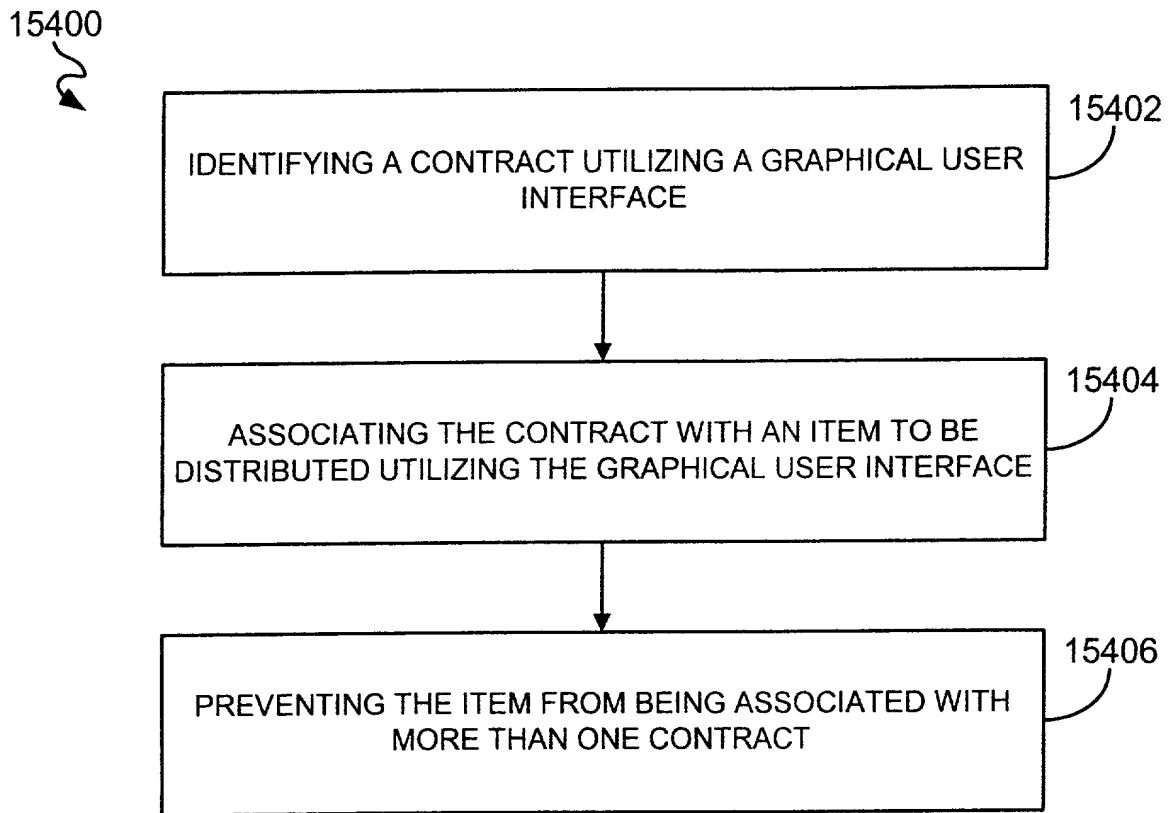 15400
15402
IDENTIFYING A CONTRACT UTILIZING A GRAPHICAL USER
INTERFACE
15404
ASSOCIATING THE CONTRACT WITH AN ITEM TO BE
DISTRIBUTED UTILIZING THE GRAPHICAL USER INTERFACE
15406
PREVENTING THE ITEM FROM BEING ASSOCIATED WITH
MORE THAN ONE CONTRACT